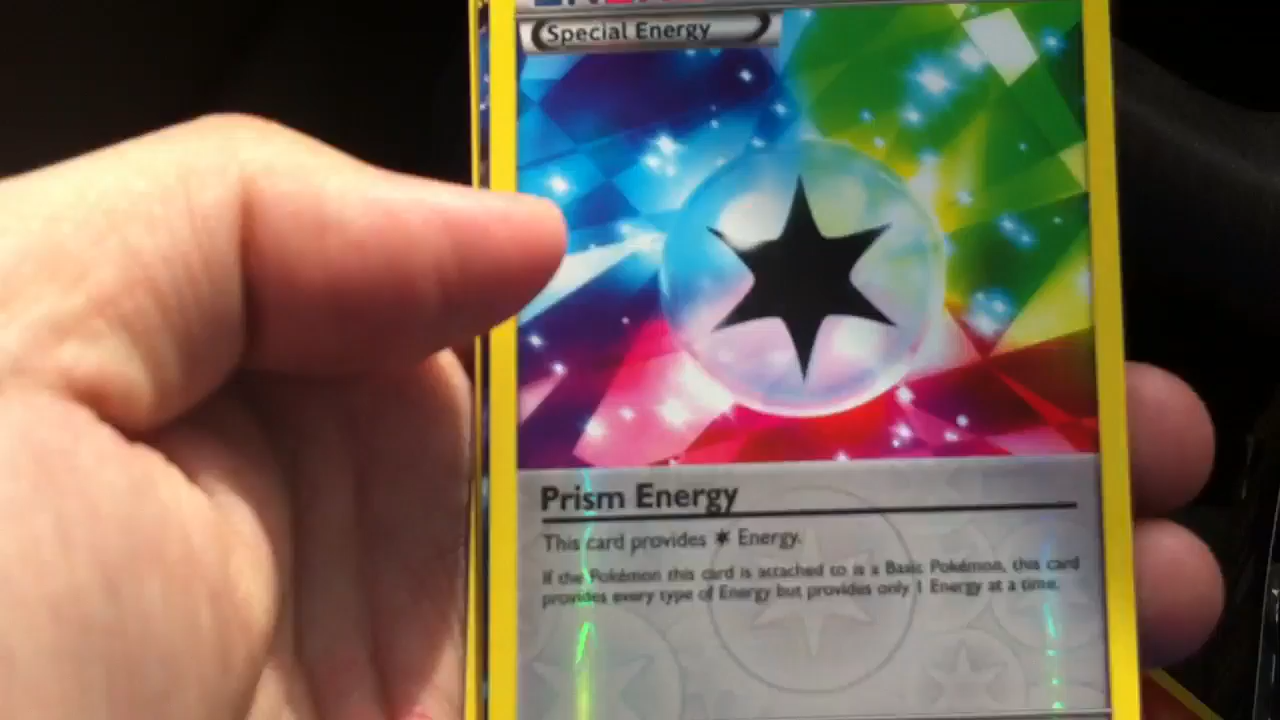 Special Energy
Prism Energy
This card provides Energy.
If the Pokémon this card is attached to is a Basic Pokémon, this card
provides every type of Energy but provides only 1 Energy at a time.